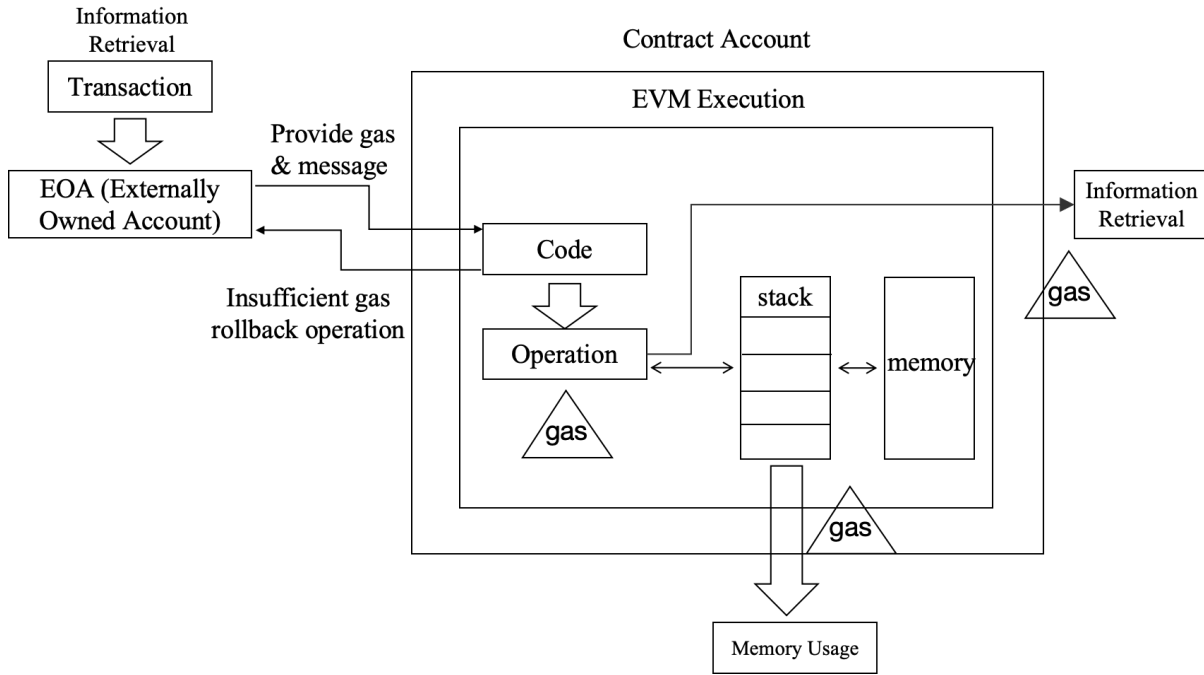 Information
Retrieval
Transaction
EOA (Externally
Owned Account)
Provide gas
& message
Insufficient gas
rollback operation
Contract Account
EVM Execution
Code
Operation
gas
stack
memory
gas
Memory Usage
Information
Retrieval
gas